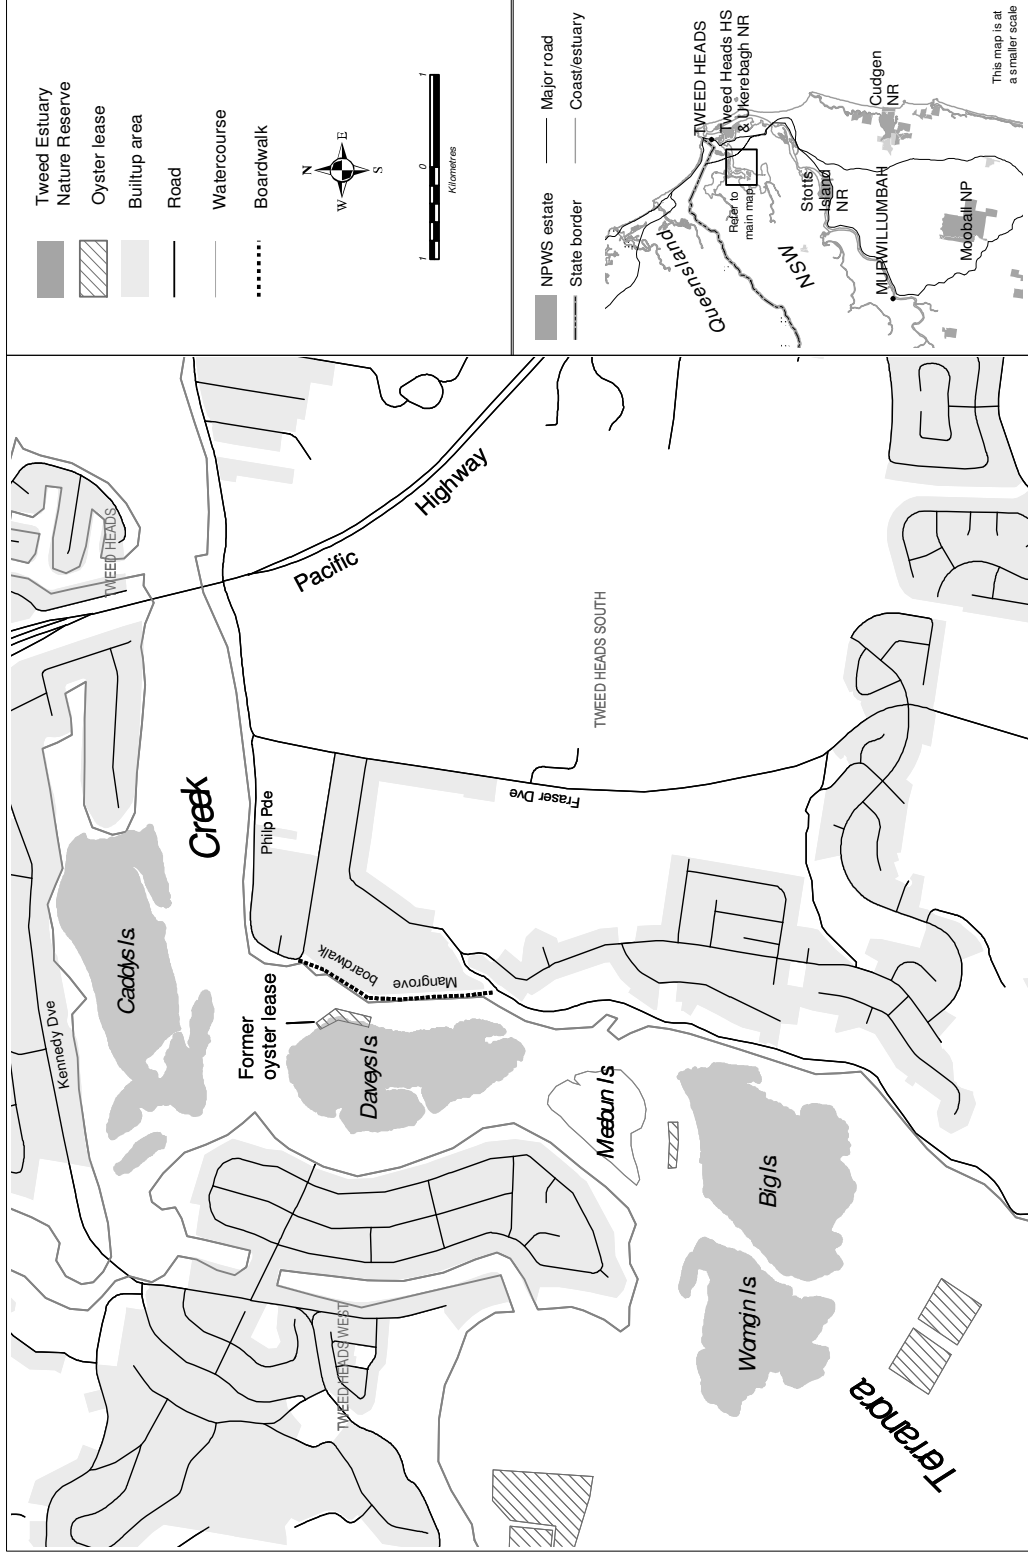 Tweed Estuary
Nature Reserve
Oyster lease
Builtup area
Road
Watercourse
Boardwalk
N
W
E
S
1
0
1
Kilometres
NPWS estate
State border
Major road
Coast/estuary
TWEED HEADS
Tweed Heads HS
& Ukerebagh NR
Cudgen
NR
Queensland
Refer to
main map
Stotts
Island
NR
NSW
MURWILLUMBAH
Mooball NP
This map is at
a smaller scale
TWEED HEADS
Pacific
Highway
Creek
Kennedy Dve
Caddys Is.
Philp Pde
Former
oyster lease
Mangrove
boardwalk
Daveys Is
Fraser Dve
TWEED HEADS SOUTH
Meebun Is
Big Is
Womgin Is
TWEED HEADS WEST
Terranora